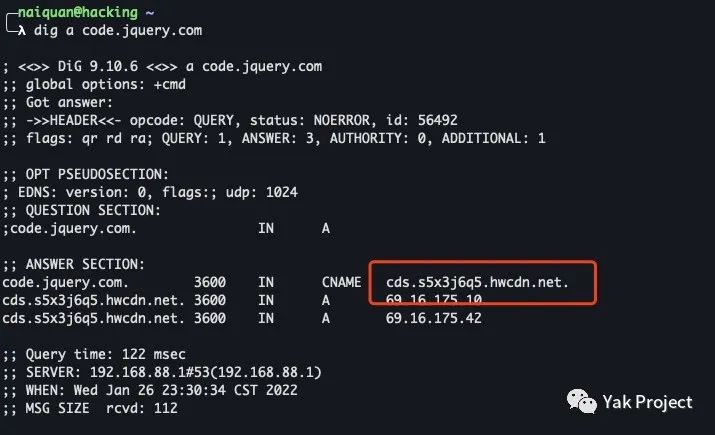 naiquan@hacking ~
λ dig a code.jquery.com
; <<>> DiG 9.10.6 <<>> a code.jquery.com
;; global options: +cmd
;; Got answer:
;; ->>HEADER<<- opcode: QUERY, status: NOERROR, id: 56492
;; flags: qr rd ra; QUERY: 1, ANSWER: 3, AUTHORITY: 0, ADDITIONAL: 1
;; OPT PSEUDOSECTION:
; EDNS: version: 0, flags:; udp: 1024
;; QUESTION SECTION:
;code.jquery.com. IN A
;; ANSWER SECTION:
code.jquery.com. 3600 IN CNAME cds.s5x3j6q5.hwcdn.net.
cds.s5x3j6q5.hwcdn.net. 3600 IN A 69.16.175.10
cds.s5x3j6q5.hwcdn.net. 3600 IN A 69.16.175.42
;; Query time: 122 msec
;; SERVER: 192.168.88.1#53(192.168.88.1)
;; WHEN: Wed Jan 26 23:30:34 CST 2022
;; MSG SIZE rcvd: 112
Yak Project